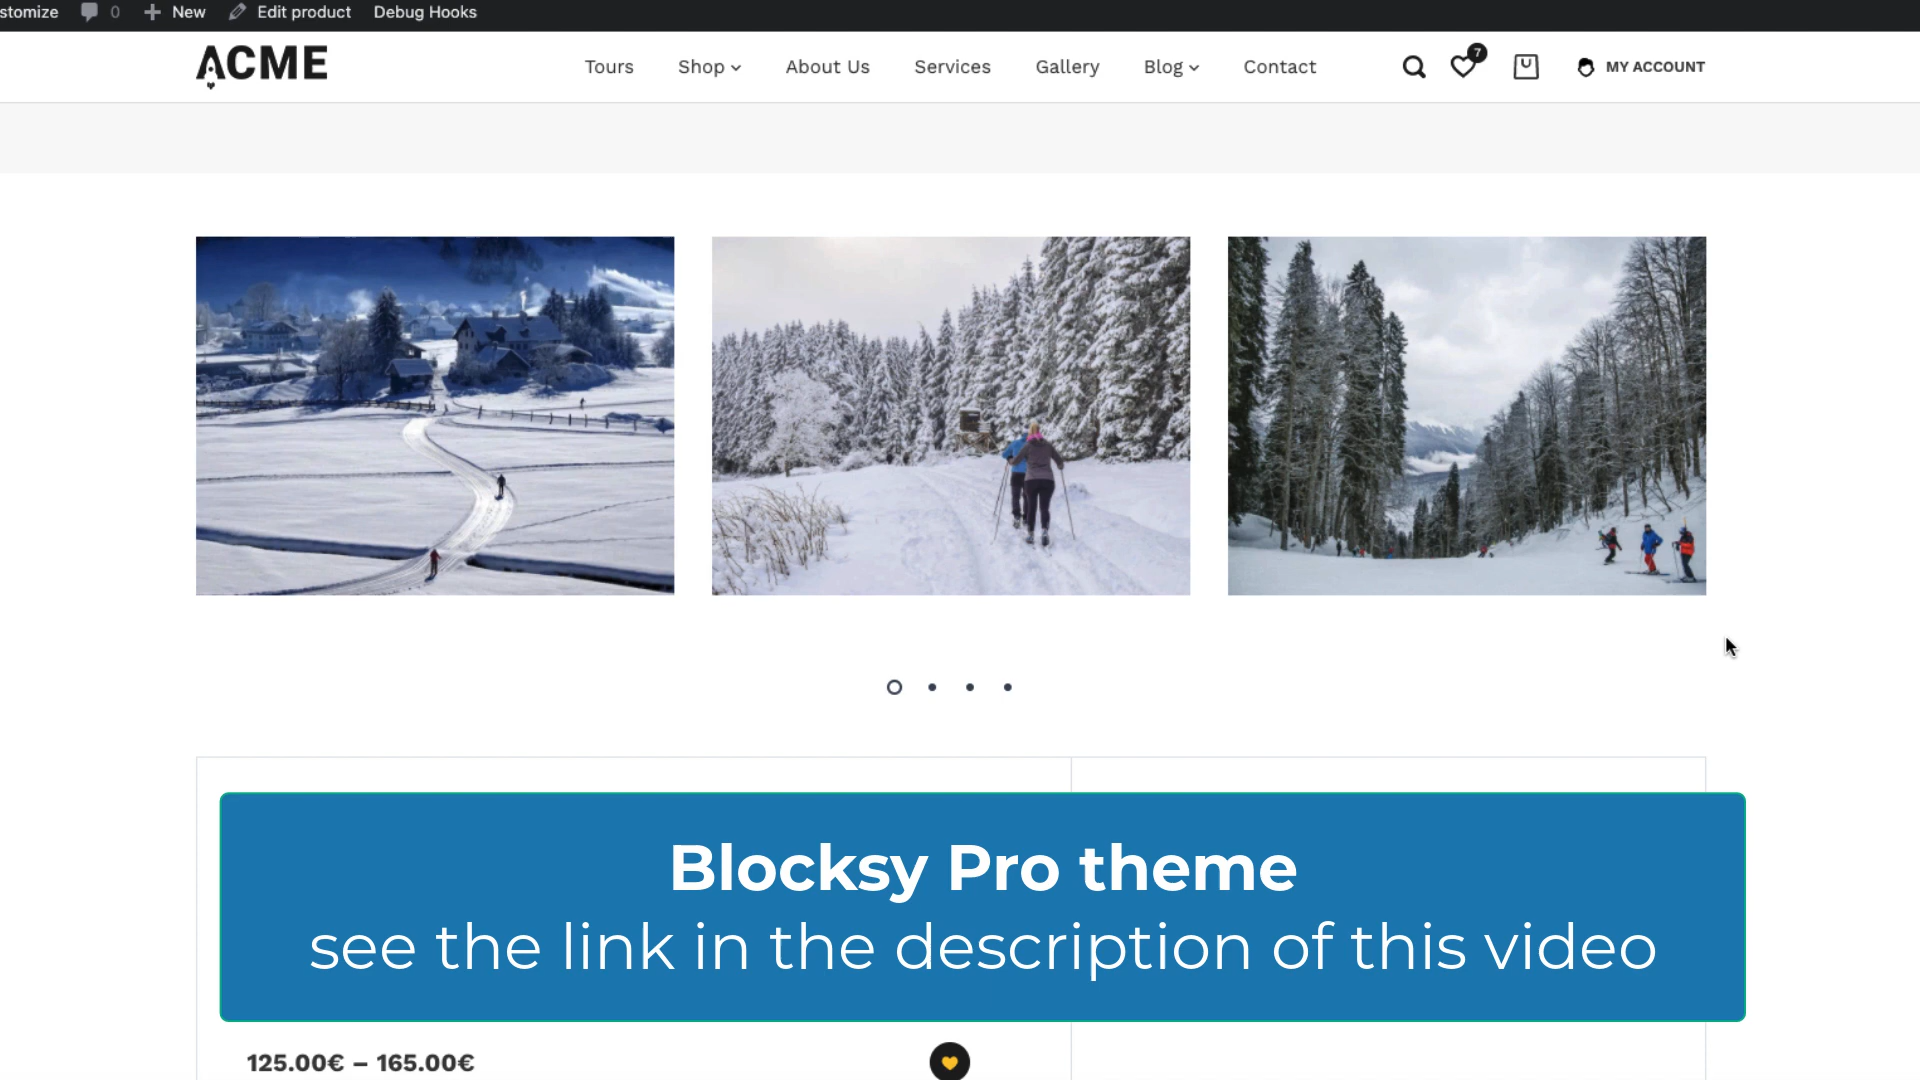 stomize 0 New Edit product Debug Hooks
ACME Tours Shop About Us Services Gallery Blog Contact 7 MY ACCOUNT
Blocksy Pro theme
see the link in the description of this video
125.00€ – 165.00€